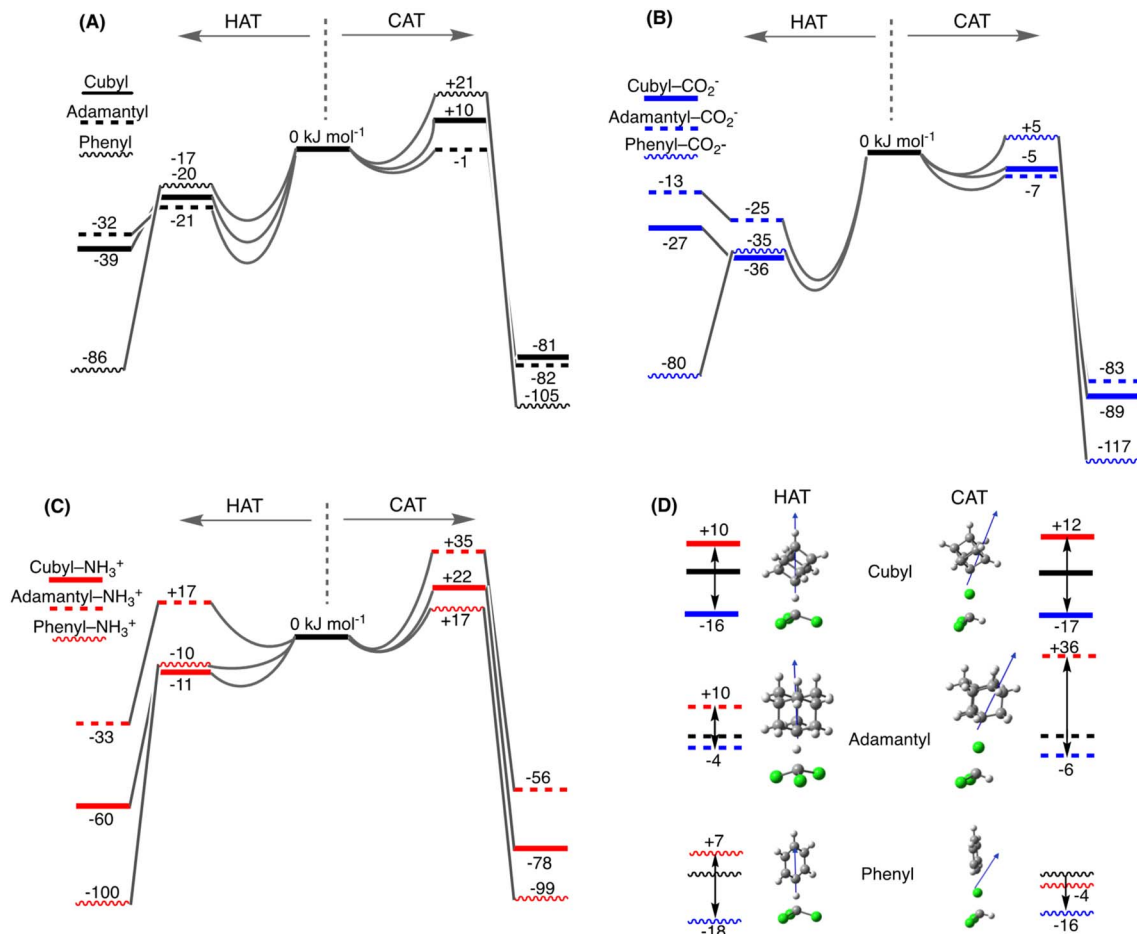 (A)
HAT
CAT
Cubyl
Adamantyl
Phenyl
+21
+10
0 kJ mol⁻¹
-1
-17
-20
-21
-32
-39
-86
-81
-82
-105
(B)
HAT
CAT
Cubyl–CO₂⁻
Adamantyl–CO₂⁻
Phenyl–CO₂⁻
0 kJ mol⁻¹
+5
-5
-7
-13
-25
-27
-35
-36
-80
-83
-89
-117
(C)
HAT
CAT
Cubyl–NH₃⁺
Adamantyl–NH₃⁺
Phenyl–NH₃⁺
+35
+22
+17
+17
0 kJ mol⁻¹
-10
-11
-33
-60
-100
-56
-78
-99
(D)
HAT
CAT
+10
Cubyl
+12
-16
-17
+10
Adamantyl
+36
-4
-6
+7
Phenyl
-4
-18
-16